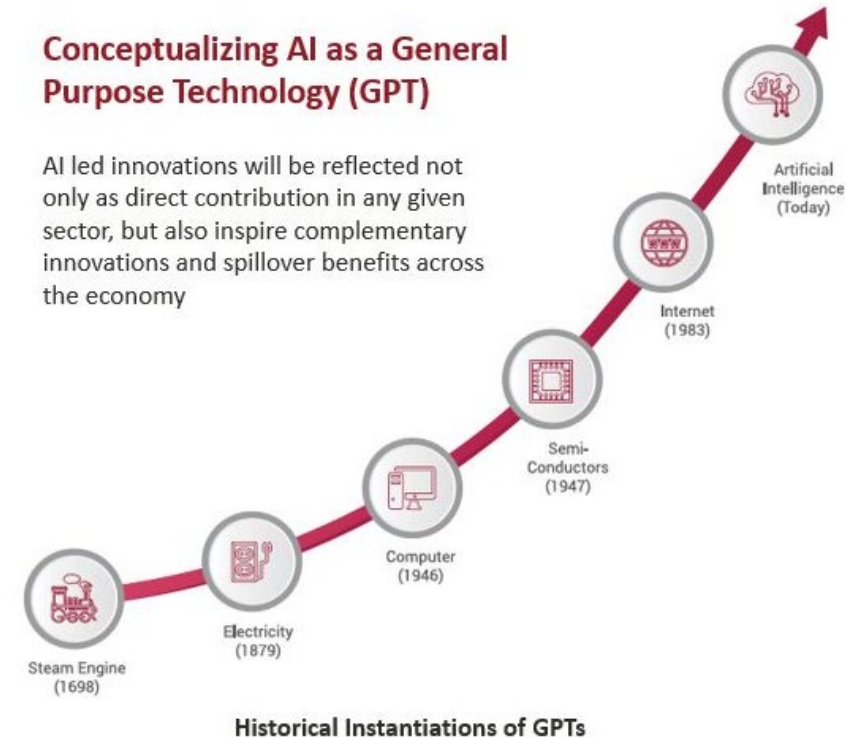 Conceptualizing AI as a General
Purpose Technology (GPT)
AI led innovations will be reflected not
only as direct contribution in any given
sector, but also inspire complementary
innovations and spillover benefits across
the economy
Artificial
Intelligence
(Today)
WWW
Internet
(1983)
Semi-
Conductors
(1947)
Computer
(1946)
Electricity
(1879)
Steam Engine
(1698)
Historical Instantiations of GPTs